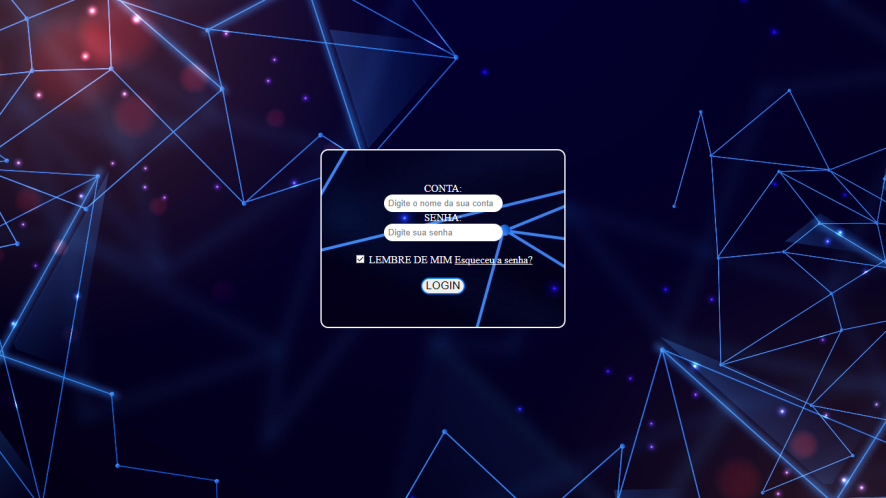 CONTA:
Digite o nome da sua conta
SENHA:
Digite sua senha
LEMBRE DE MIM Esqueceu a senha?
LOGIN